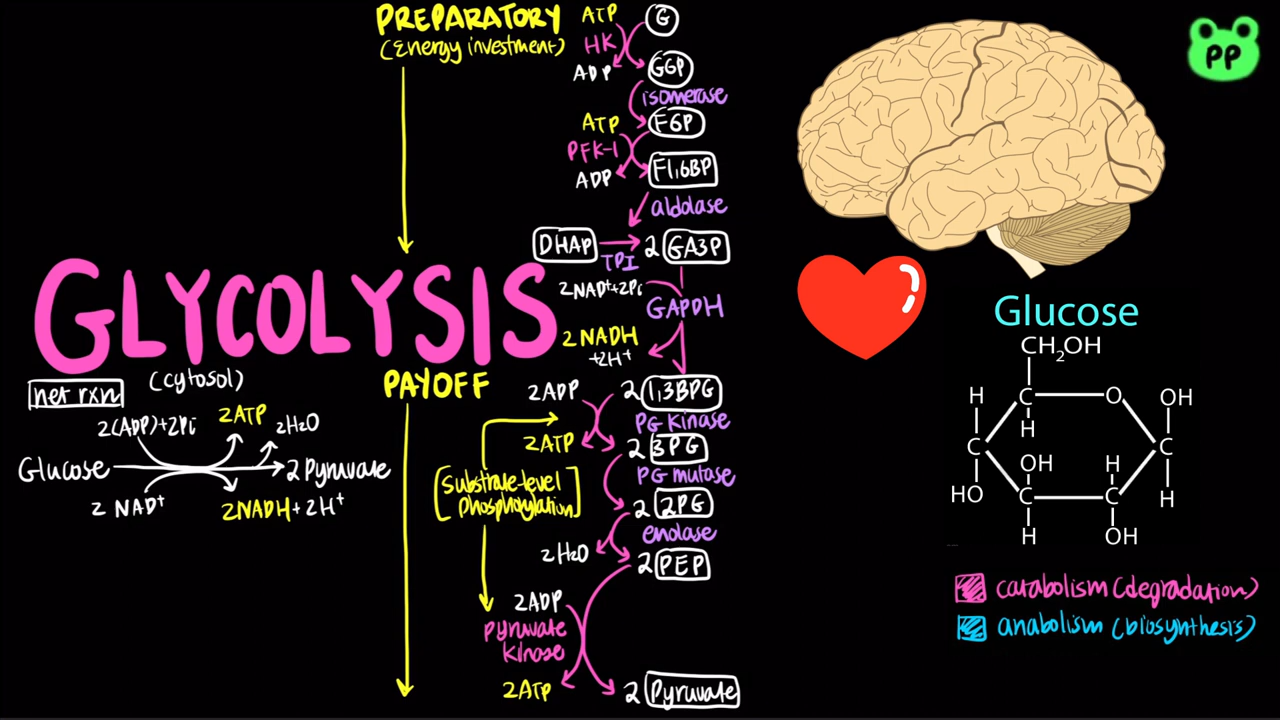 PREPARATORY
(Energy investment)
GLYCOLYSIS
(cytosol)
PAYOFF
net rxn
2(ADP)+2Pi
2ATP
2H2O
Glucose
2 Pyruvate
2 NAD+
2NADH + 2H+
[Substrate-level
phosphorylation]
ATP
G
HK
ADP
G6P
isomerase
ATP
F6P
PFK-1
ADP
F1,6BP
aldolase
DHAP
2 GA3P
TPI
2NAD++2Pi
GAPDH
2 NADH
+2H+
2ADP
2 1,3BPG
PG Kinase
2ATP
2 3PG
PG mutase
2 2PG
enolase
2H2O
2 PEP
2ADP
pyruvate
kinase
2ATP
2 Pyruvate
PP
Glucose
CH2OH
H
C
O
OH
H
C
C
OH
H
HO
C
C
H
H
OH
catabolism (degradation)
anabolism (biosynthesis)